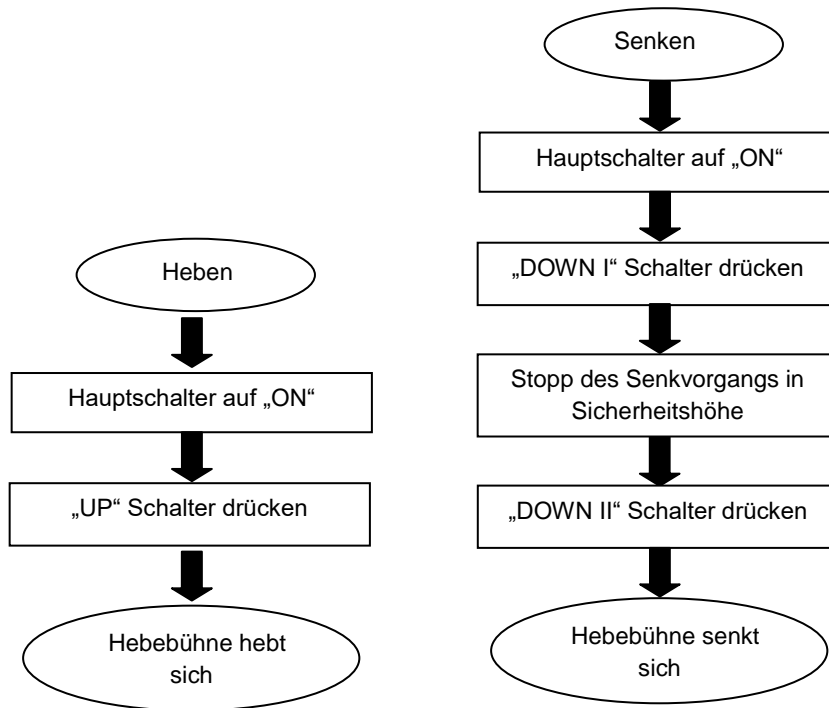 Heben
Hauptschalter auf „ON“
„UP“ Schalter drücken
Hebebühne hebt
sich
Senken
Hauptschalter auf „ON“
„DOWN I“ Schalter drücken
Stopp des Senkvorgangs in
Sicherheitshöhe
„DOWN II“ Schalter drücken
Hebebühne senkt
sich